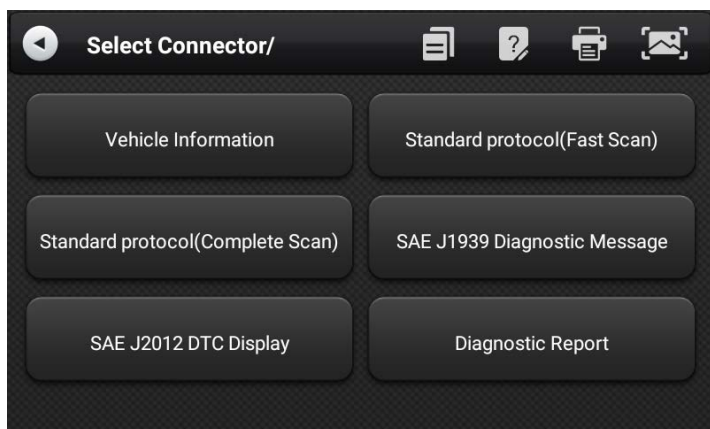 Select Connector/
Vehicle Information
Standard protocol(Fast Scan)
Standard protocol(Complete Scan)
SAE J1939 Diagnostic Message
SAE J2012 DTC Display
Diagnostic Report